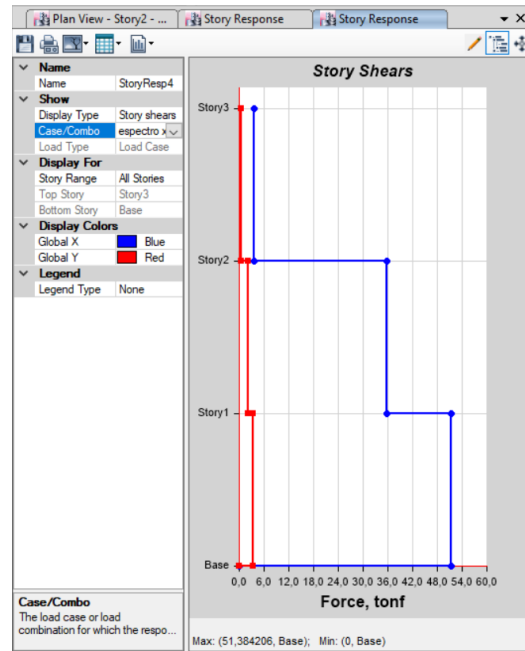 Plan View - Story2 - ...
Story Response
Story Response
Name
Name StoryResp4
Show
Display Type Story shears
Case/Combo espectro x
Load Type Load Case
Display For
Story Range All Stories
Top Story Story3
Bottom Story Base
Display Colors
Global X Blue
Global Y Red
Legend
Legend Type None
Case/Combo
The load case or load
combination for which the respo...
Story Shears
Story3
Story2
Story1
Base
0,0 6,0 12,0 18,0 24,0 30,0 36,0 42,0 48,0 54,0 60,0
Force, tonf
Max: (51,384206, Base); Min: (0, Base)